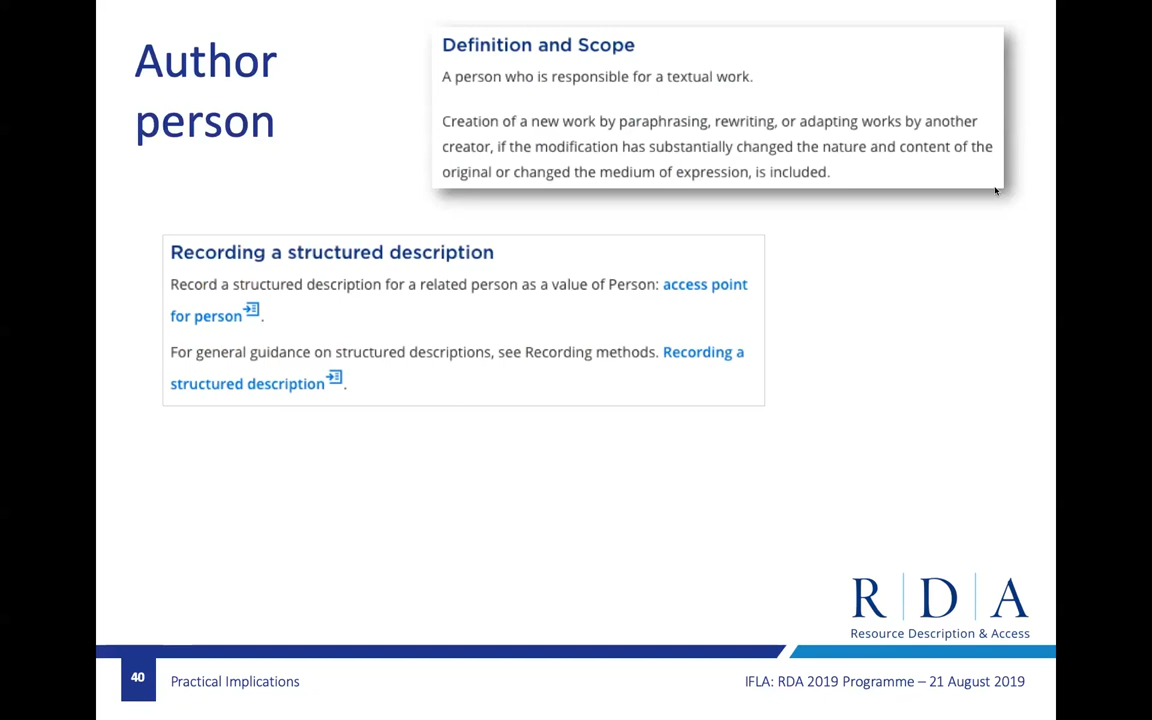 Author
person
Definition and Scope
A person who is responsible for a textual work.
Creation of a new work by paraphrasing, rewriting, or adapting works by another
creator, if the modification has substantially changed the nature and content of the
original or changed the medium of expression, is included.
Recording a structured description
Record a structured description for a related person as a value of Person: access point
for person.
For general guidance on structured descriptions, see Recording methods. Recording a
structured description.
R D A
Resource Description & Access
40
Practical Implications
IFLA: RDA 2019 Programme – 21 August 2019